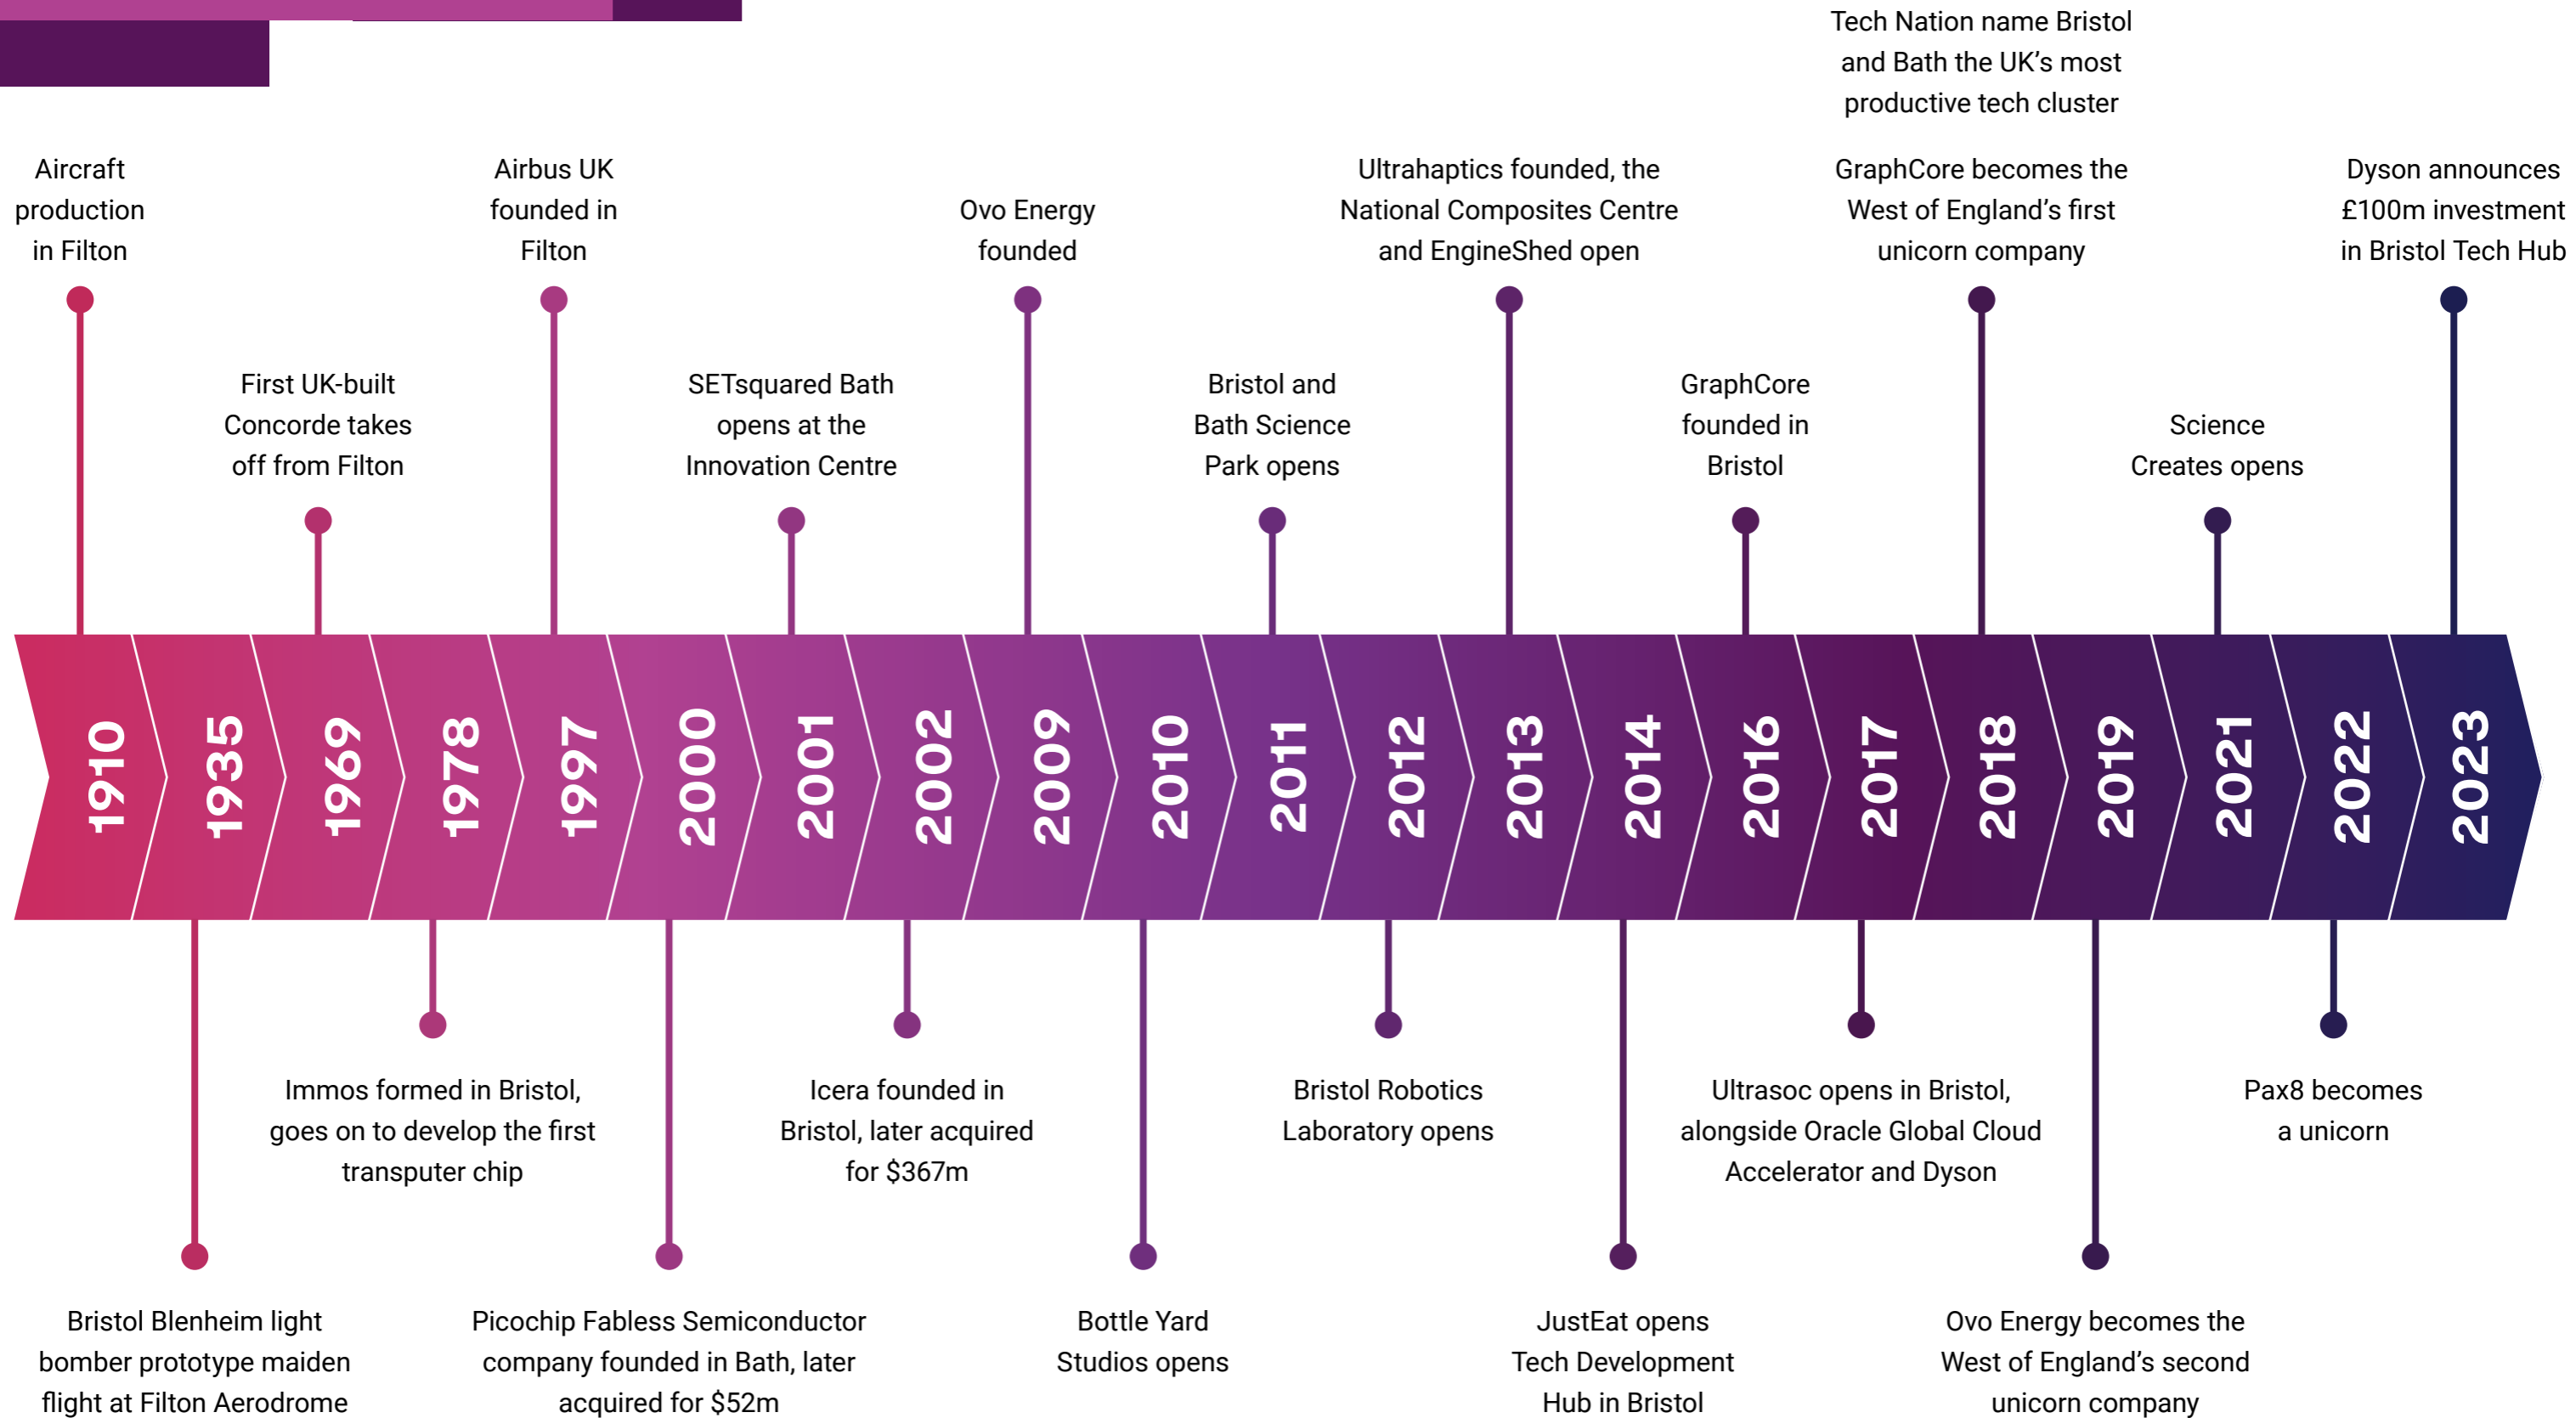 Tech Nation name Bristol
and Bath the UK’s most
productive tech cluster
Aircraft
production
in Filton
Airbus UK
founded in
Filton
Ovo Energy
founded
Ultrahaptics founded, the
National Composites Centre
and EngineShed open
GraphCore becomes the
West of England’s first
unicorn company
Dyson announces
£100m investment
in Bristol Tech Hub
First UK-built
Concorde takes
off from Filton
SETsquared Bath
opens at the
Innovation Centre
Bristol and
Bath Science
Park opens
GraphCore
founded in
Bristol
Science
Creates opens
1910
1935
1969
1978
1997
2000
2001
2002
2009
2010
2011
2012
2013
2014
2016
2017
2018
2019
2021
2022
2023
Immos formed in Bristol,
goes on to develop the first
transputer chip
Icera founded in
Bristol, later acquired
for $367m
Bristol Robotics
Laboratory opens
Ultrasoc opens in Bristol,
alongside Oracle Global Cloud
Accelerator and Dyson
Pax8 becomes
a unicorn
Bristol Blenheim light
bomber prototype maiden
flight at Filton Aerodrome
Picochip Fabless Semiconductor
company founded in Bath, later
acquired for $52m
Bottle Yard
Studios opens
JustEat opens
Tech Development
Hub in Bristol
Ovo Energy becomes the
West of England’s second
unicorn company